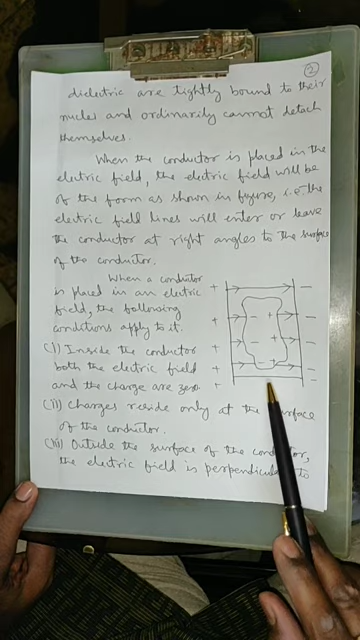 2
dielectric are tightly bound to their
nuclei and ordinarily cannot detach
themselves.
When the conductor is placed in the
electric field, the electric field will be
of the form as shown in figure, i.e. the
electric field lines will enter or leave
the conductor at right angles to the surface
of the conductor.
When a conductor
is placed in an electric
field, the following
conditions apply to it.
(i) Inside the conductor
both the electric field
and the charge are zero.
+ + + + + +
- + - + - +
- - - - - -
(ii) Charges reside only at the surface
of the conductor.
(iii) Outside the surface of the conductor,
the electric field is perpendicular to